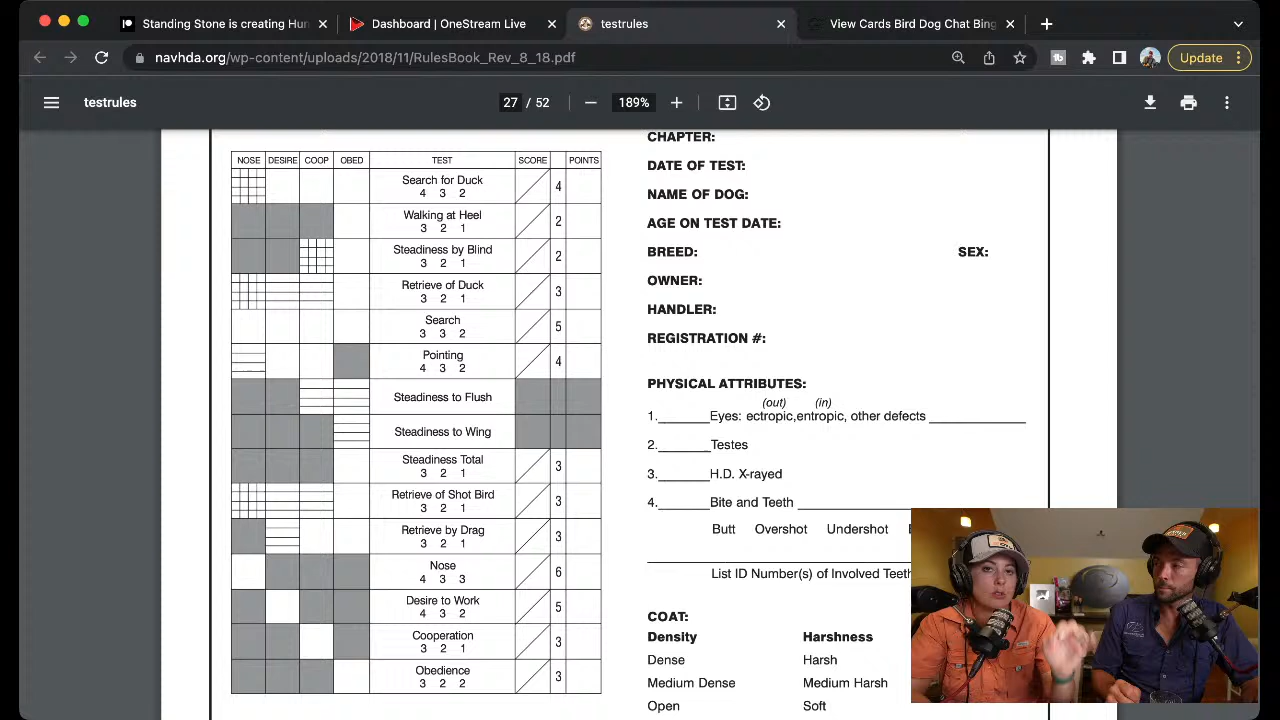 Standing Stone is creating Hun
Dashboard | OneStream Live
testrules
View Cards Bird Dog Chat Bing
navhda.org/wp-content/uploads/2018/11/RulesBook_Rev_8_18.pdf
Update
testrules
27 / 52
189%
NOSE DESIRE COOP OBED TEST SCORE POINTS
Search for Duck
4 3 2
4
Walking at Heel
3 2 1
2
Steadiness by Blind
3 2 1
2
Retrieve of Duck
3 2 1
3
Search
3 3 2
5
Pointing
4 3 2
4
Steadiness to Flush
Steadiness to Wing
Steadiness Total
3 2 1
3
Retrieve of Shot Bird
3 2 1
3
Retrieve by Drag
3 2 1
3
Nose
4 3 3
6
Desire to Work
4 3 2
5
Cooperation
3 2 1
3
Obedience
3 2 2
3
CHAPTER:
DATE OF TEST:
NAME OF DOG:
AGE ON TEST DATE:
BREED: SEX:
OWNER:
HANDLER:
REGISTRATION #:
PHYSICAL ATTRIBUTES:
(out) (in)
1.______Eyes: ectropic,entropic, other defects ____________
2.______Testes
3.______H.D. X-rayed
4.______Bite and Teeth ____________
Butt Overshot Undershot
List ID Number(s) of Involved Teeth
COAT:
Density Harshness
Dense Harsh
Medium Dense Medium Harsh
Open Soft